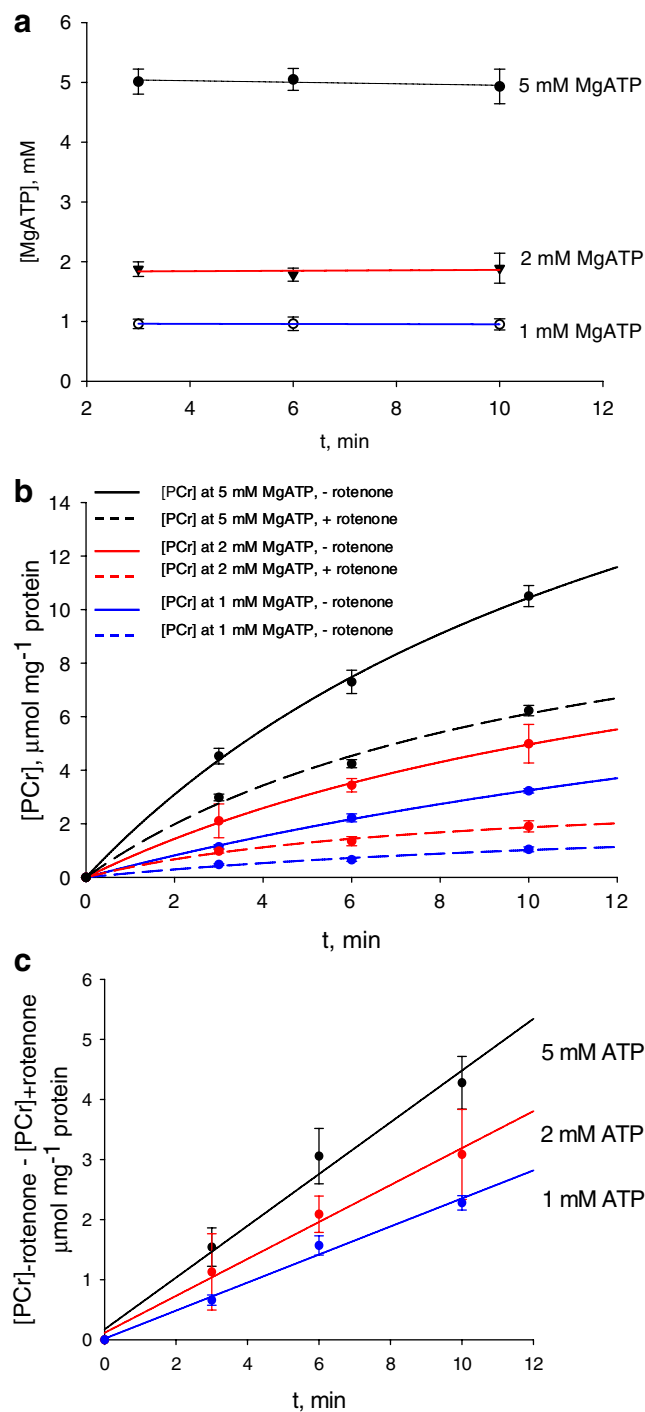 a
6
5
4
3
2
1
0
[MgATP], mM
5 mM MgATP
2 mM MgATP
1 mM MgATP
2 4 6 8 10 12
t, min
b
[PCr] at 5 mM MgATP, - rotenone
[PCr] at 5 mM MgATP, + rotenone
[PCr] at 2 mM MgATP, - rotenone
[PCr] at 2 mM MgATP, + rotenone
[PCr] at 1 mM MgATP, - rotenone
[PCr] at 1 mM MgATP, - rotenone
14
12
10
8
6
4
2
0
[PCr], µmol mg⁻¹ protein
0 2 4 6 8 10 12
t, min
c
6
5
4
3
2
1
0
[PCr]-rotenone - [PCr]+rotenone
µmol mg⁻¹ protein
5 mM ATP
2 mM ATP
1 mM ATP
0 2 4 6 8 10 12
t, min